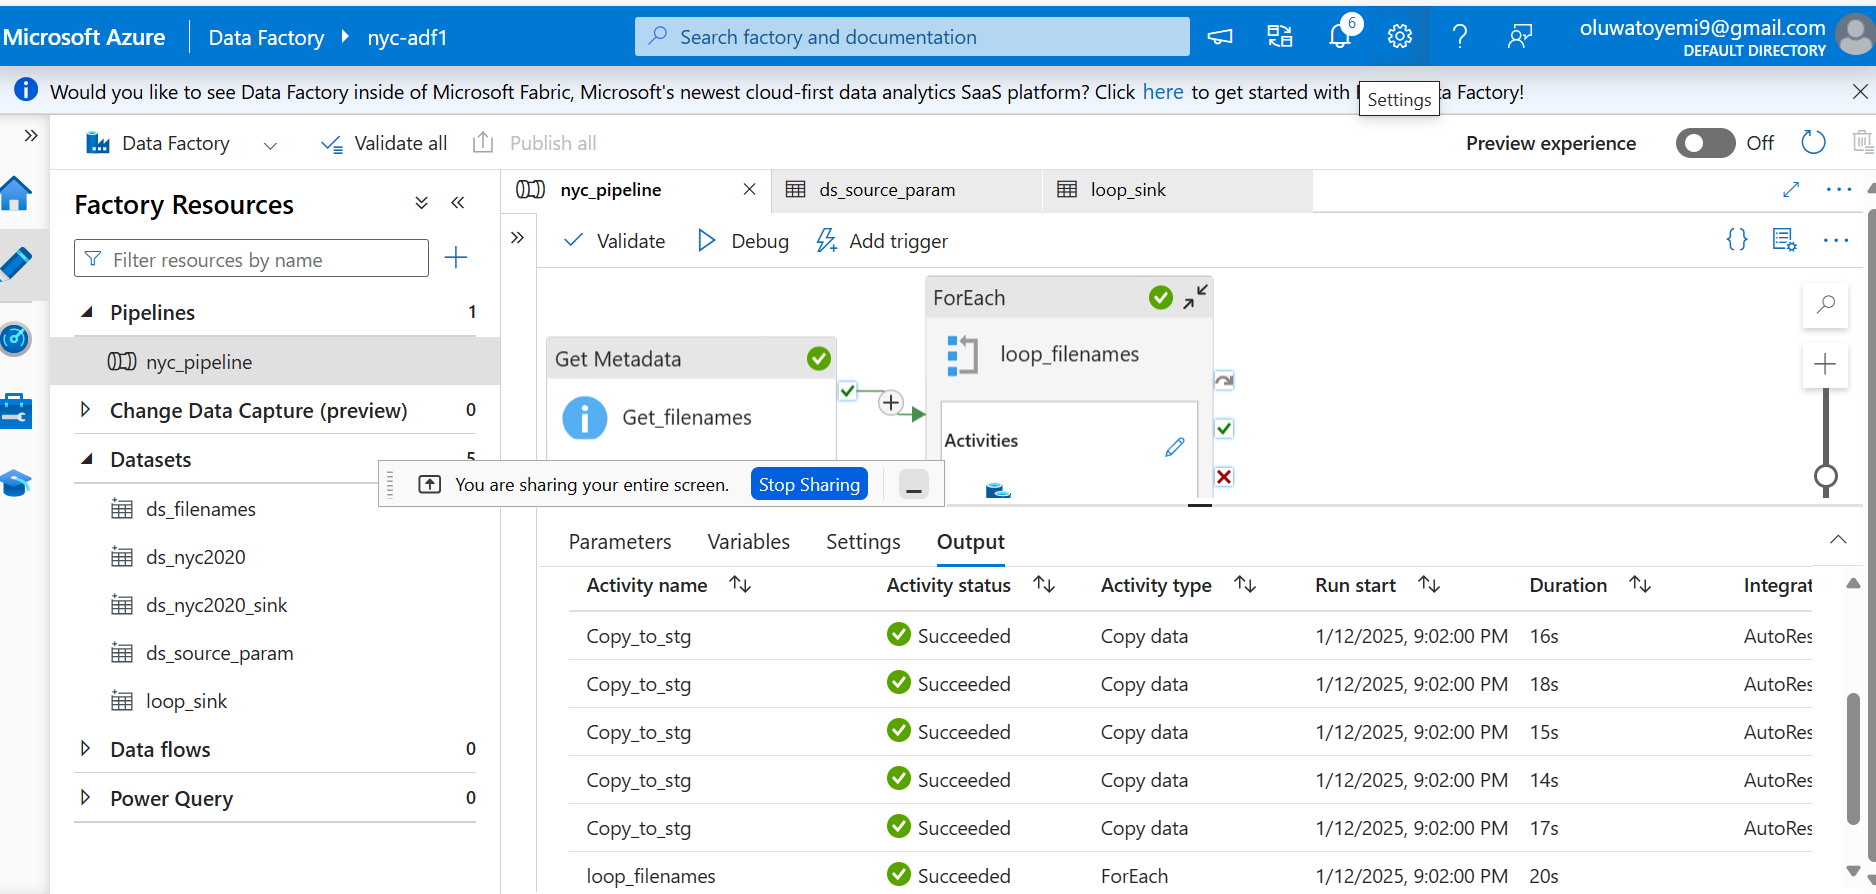 Microsoft Azure
Data Factory
nyc-adf1
Search factory and documentation
6
oluwatoyemi9@gmail.com
DEFAULT DIRECTORY
Would you like to see Data Factory inside of Microsoft Fabric, Microsoft's newest cloud-first data analytics SaaS platform? Click here to get started with
a Factory!
Settings
Data Factory
Validate all
Publish all
Preview experience
Off
Factory Resources
Filter resources by name
Pipelines 1
nyc_pipeline
Change Data Capture (preview) 0
Datasets 5
ds_filenames
ds_nyc2020
ds_nyc2020_sink
ds_source_param
loop_sink
Data flows 0
Power Query 0
nyc_pipeline
ds_source_param
loop_sink
Validate
Debug
Add trigger
Get Metadata
Get_filenames
ForEach
loop_filenames
Activities
You are sharing your entire screen.
Stop Sharing
Parameters Variables Settings Output
Activity name Activity status Activity type Run start Duration Integrat
Copy_to_stg Succeeded Copy data 1/12/2025, 9:02:00 PM 16s AutoRes
Copy_to_stg Succeeded Copy data 1/12/2025, 9:02:00 PM 18s AutoRes
Copy_to_stg Succeeded Copy data 1/12/2025, 9:02:00 PM 15s AutoRes
Copy_to_stg Succeeded Copy data 1/12/2025, 9:02:00 PM 14s AutoRes
Copy_to_stg Succeeded Copy data 1/12/2025, 9:02:00 PM 17s AutoRes
loop_filenames Succeeded ForEach 1/12/2025, 9:02:00 PM 20s